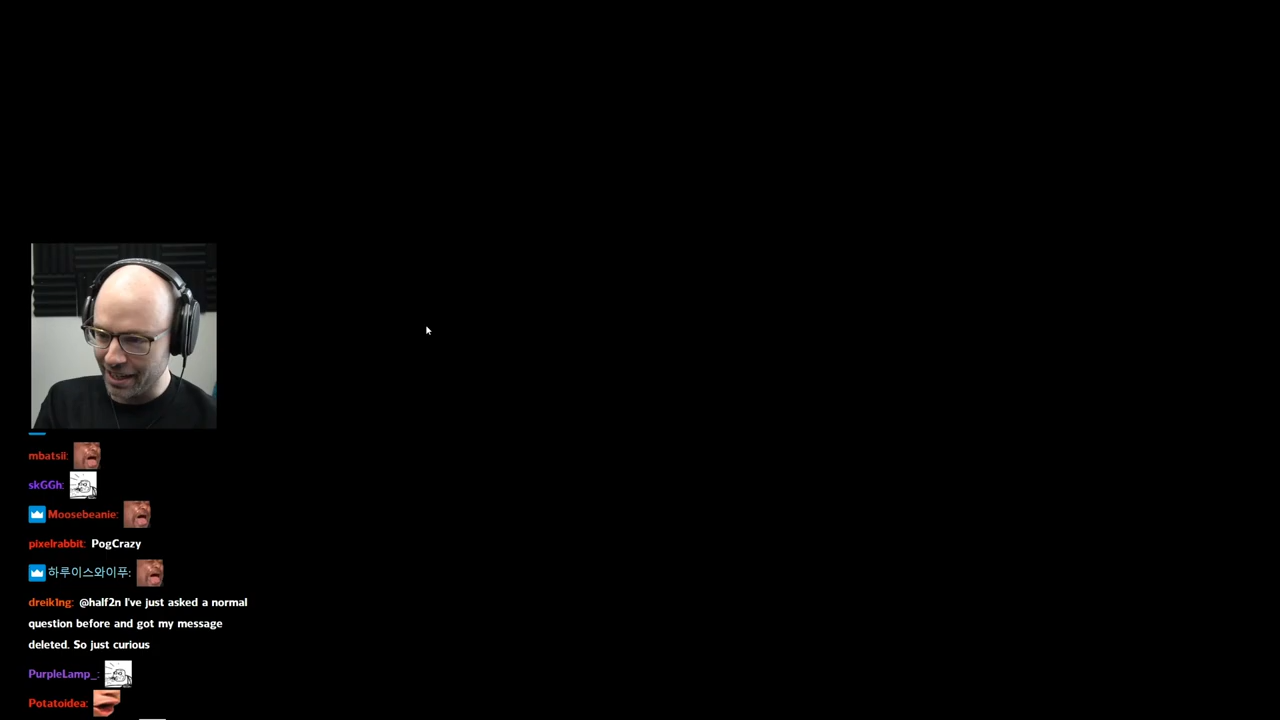 mbatsii:
skGGh:
Moosebeanie:
pixelrabbit: PogCrazy
하루이스와이푸:
dreik1ng: @half2n I've just asked a normal
question before and got my message
deleted. So just curious
PurpleLamp_:
Potatoidea: